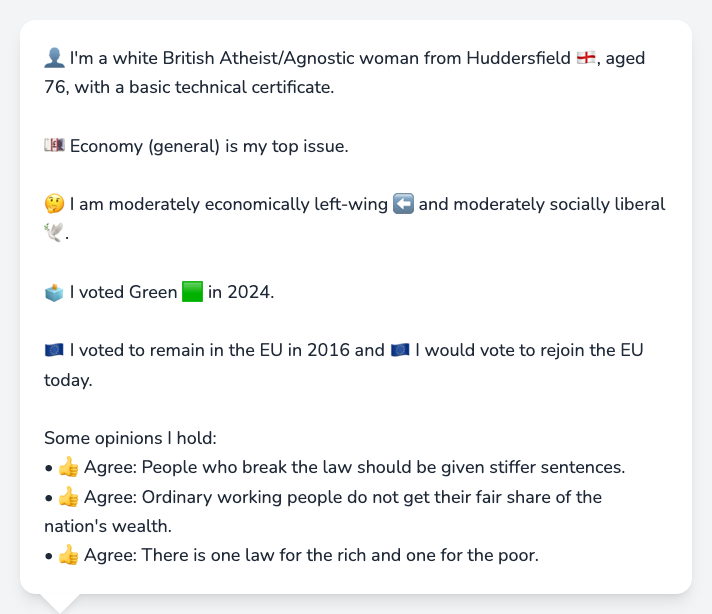 👤 I'm a white British Atheist/Agnostic woman from Huddersfield 🏴󠁧󠁢󠁥󠁮󠁧󠁿, aged
76, with a basic technical certificate.
💷 Economy (general) is my top issue.
🤔 I am moderately economically left-wing ⬅️ and moderately socially liberal
🕊️.
🗳️ I voted Green 🟩 in 2024.
🇪🇺 I voted to remain in the EU in 2016 and 🇪🇺 I would vote to rejoin the EU
today.
Some opinions I hold:
• 👍 Agree: People who break the law should be given stiffer sentences.
• 👍 Agree: Ordinary working people do not get their fair share of the
nation's wealth.
• 👍 Agree: There is one law for the rich and one for the poor.